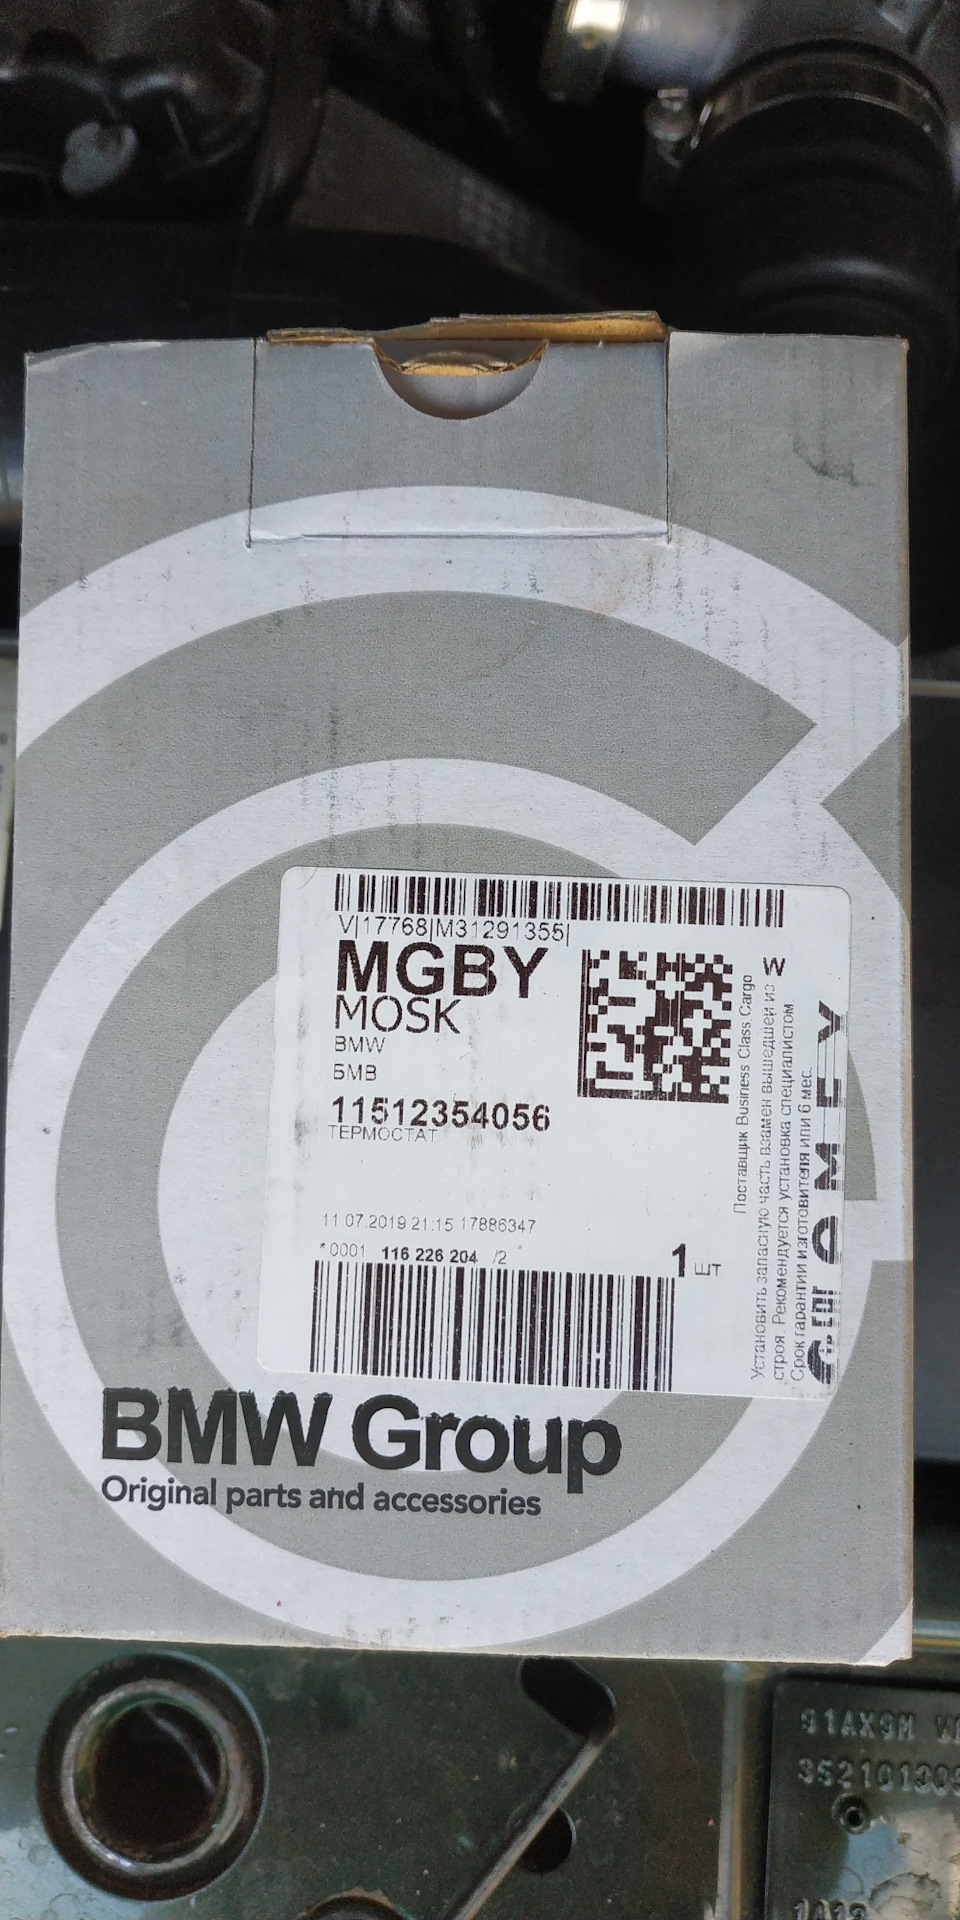 V|17768|M31291355|
MGBY
MOSK
BMW
БМВ
11512354056
ТЕРМОСТАТ
11.07.2019 21:15 17886347
*0001 116 226 204 /2
1 шт
W
Поставщик Business Class Cargo
Установить запасную часть взамен вышедшей из
строя. Рекомендуется установка специалистом.
Срок гарантии изготовителя или 6 мес.
BMW Group
Original parts and accessories
91AX9M